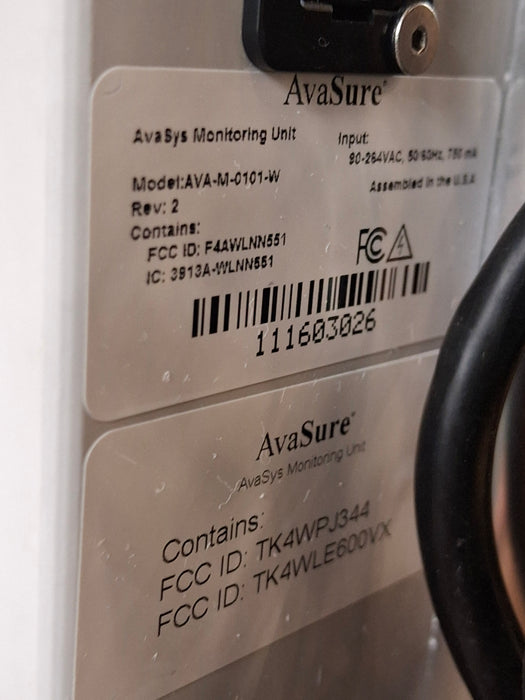 AvaSure®
AvaSys Monitoring Unit
Input:
90-264VAC, 50/60Hz, 750 mA
Model:AVA-M-0101-W
Assembled in the U.S.A
Rev: 2
Contains:
FCC ID: F4AWLNN551
IC: 3913A-WLNN551
FC
111603026
AvaSure®
AvaSys Monitoring Unit
Contains:
FCC ID: TK4WPJ344
FCC ID: TK4WLE600VX